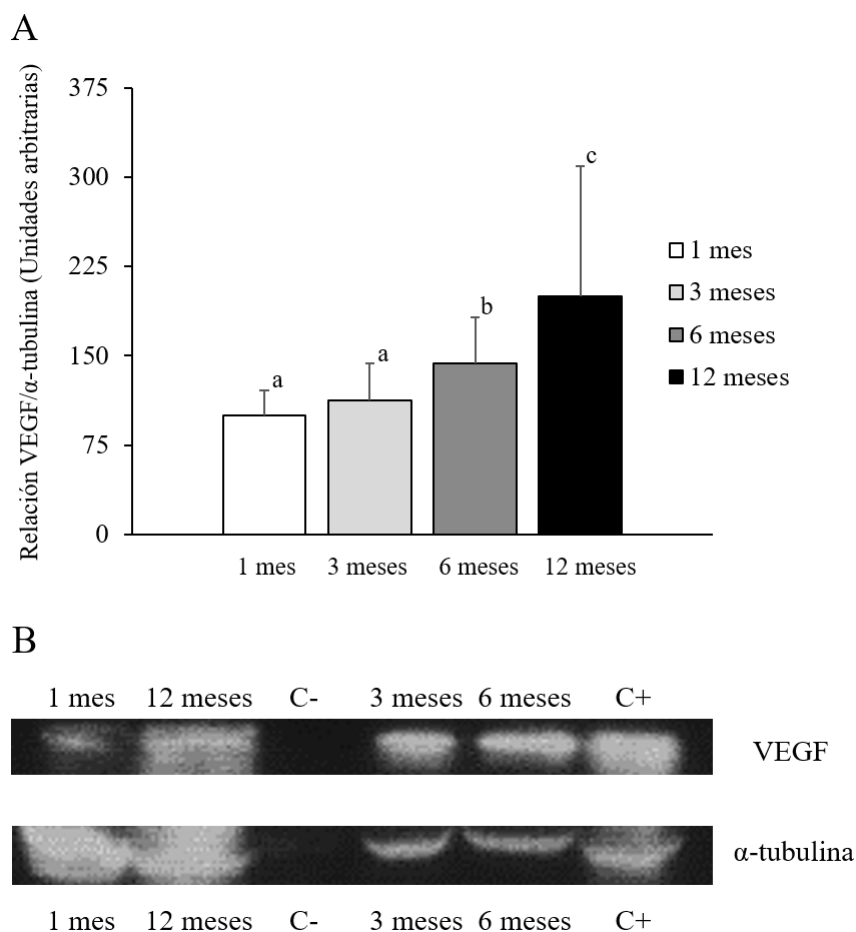 A
Relación VEGF/α-tubulina (Unidades arbitrarias)
375
300
225
150
75
0
a
a
b
c
1 mes
3 meses
6 meses
12 meses
1 mes 3 meses 6 meses 12 meses
B
1 mes 12 meses C- 3 meses 6 meses C+
VEGF
α-tubulina
1 mes 12 meses C- 3 meses 6 meses C+